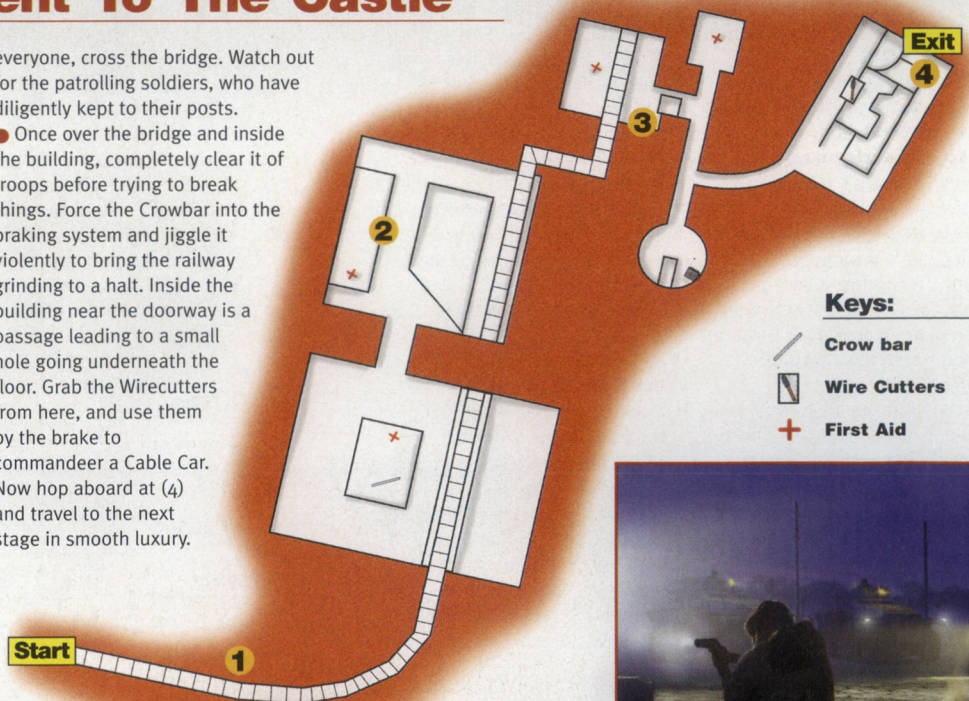 To The Castle
everyone, cross the bridge. Watch out
for the patrolling soldiers, who have
diligently kept to their posts.
Once over the bridge and inside
the building, completely clear it of
troops before trying to break
things. Force the Crowbar into the
braking system and jiggle it
violently to bring the railway
grinding to a halt. Inside the
building near the doorway is a
passage leading to a small
hole going underneath the
floor. Grab the Wirecutters
from here, and use them
by the brake to
commandeer a Cable Car.
Now hop aboard at (4)
and travel to the next
stage in smooth luxury.
Exit
4
3
2
Keys:
Crow bar
Wire Cutters
First Aid
Start
1